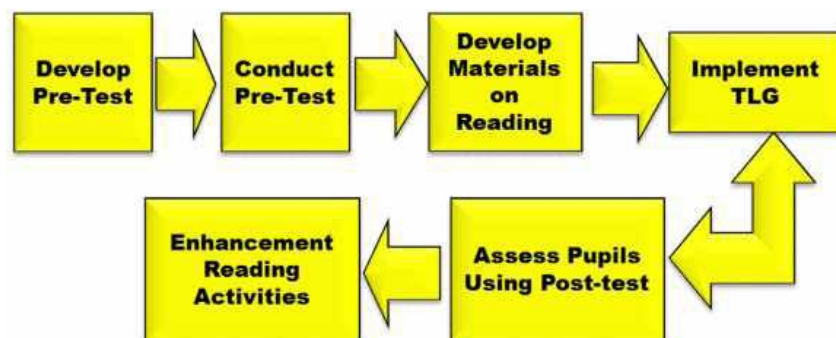 Develop
Pre-Test
Conduct
Pre-Test
Develop
Materials
on
Reading
Implement
TLG
Assess Pupils
Using Post-test
Enhancement
Reading
Activities